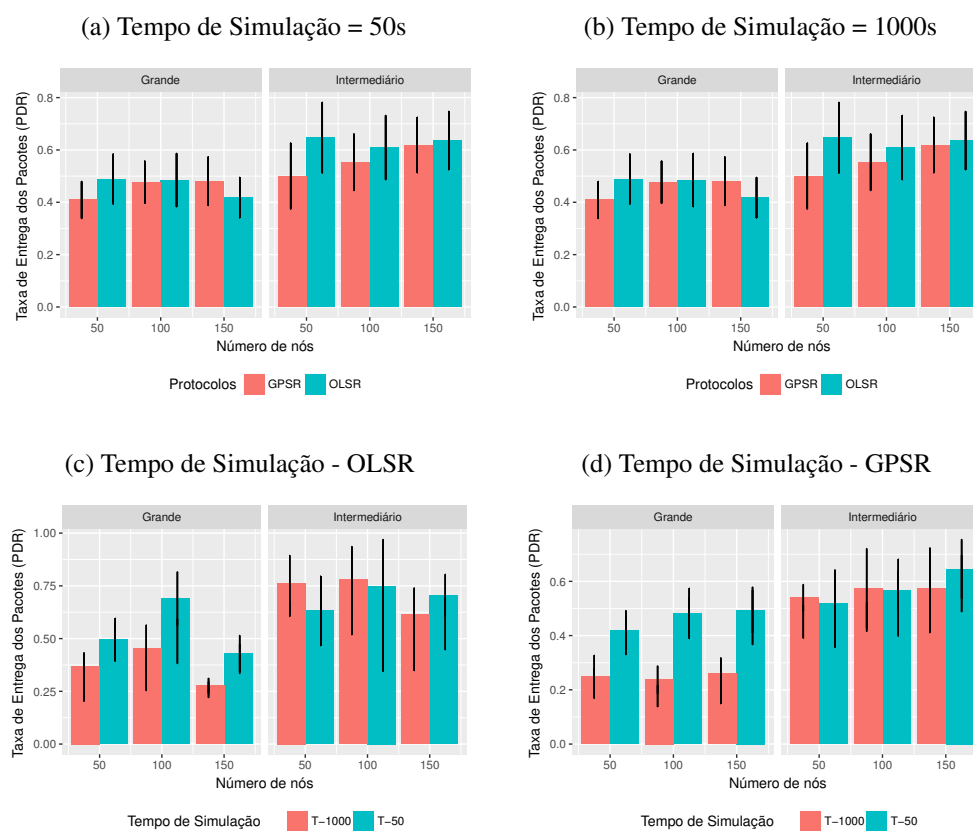 (a) Tempo de Simulação = 50s
Grande
Intermediário
Taxa de Entrega dos Pacotes (PDR)
0.8
0.6
0.4
0.2
0.0
50 100 150 50 100 150
Número de nós
Protocolos GPSR OLSR
(b) Tempo de Simulação = 1000s
Grande
Intermediário
Taxa de Entrega dos Pacotes (PDR)
0.8
0.6
0.4
0.2
0.0
50 100 150 50 100 150
Número de nós
Protocolos GPSR OLSR
(c) Tempo de Simulação - OLSR
Grande
Intermediário
Taxa de Entrega dos Pacotes (PDR)
1.00
0.75
0.50
0.25
0.00
50 100 150 50 100 150
Número de nós
Tempo de Simulação T−1000 T−50
(d) Tempo de Simulação - GPSR
Grande
Intermediário
Taxa de Entrega dos Pacotes (PDR)
0.6
0.4
0.2
0.0
50 100 150 50 100 150
Número de nós
Tempo de Simulação T−1000 T−50